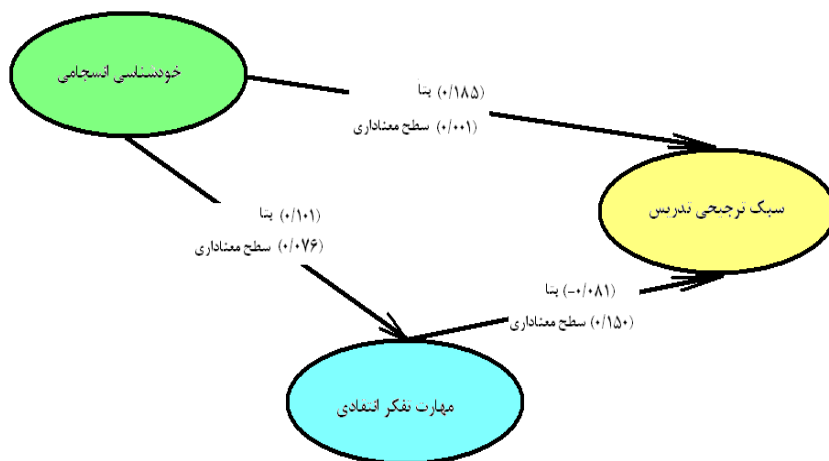 خودشناسی انسجامی
بتا (۰/۱۸۵)
سطح معناداری (۰/۰۰۱)
سبک ترجیحی تدریس
بتا (۰/۱۰۱)
سطح معناداری (۰/۰۷۶)
بتا (-۰/۰۸۱)
سطح معناداری (۰/۱۵۰)
مهارت تفکر انتقادی